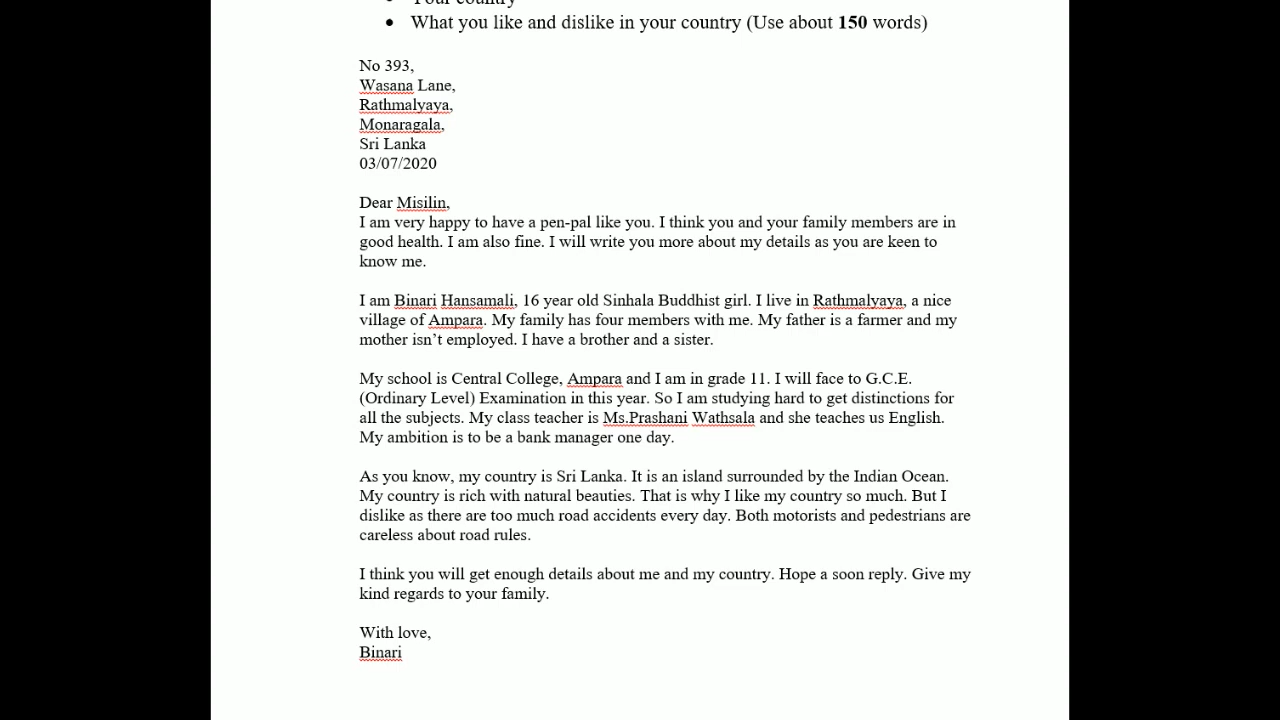 Your country
What you like and dislike in your country (Use about 150 words)
No 393,
Wasana Lane,
Rathmalyaya,
Monaragala,
Sri Lanka
03/07/2020
Dear Misilin,
I am very happy to have a pen-pal like you. I think you and your family members are in
good health. I am also fine. I will write you more about my details as you are keen to
know me.
I am Binari Hansamali, 16 year old Sinhala Buddhist girl. I live in Rathmalyaya, a nice
village of Ampara. My family has four members with me. My father is a farmer and my
mother isn’t employed. I have a brother and a sister.
My school is Central College, Ampara and I am in grade 11. I will face to G.C.E.
(Ordinary Level) Examination in this year. So I am studying hard to get distinctions for
all the subjects. My class teacher is Ms.Prashani Wathsala and she teaches us English.
My ambition is to be a bank manager one day.
As you know, my country is Sri Lanka. It is an island surrounded by the Indian Ocean.
My country is rich with natural beauties. That is why I like my country so much. But I
dislike as there are too much road accidents every day. Both motorists and pedestrians are
careless about road rules.
I think you will get enough details about me and my country. Hope a soon reply. Give my
kind regards to your family.
With love,
Binari